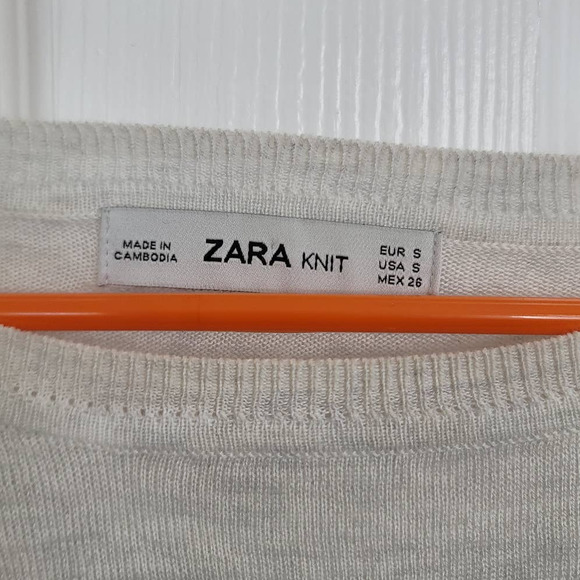 MADE IN
CAMBODIA
ZARA KNIT
EUR S
USA S
MEX 26